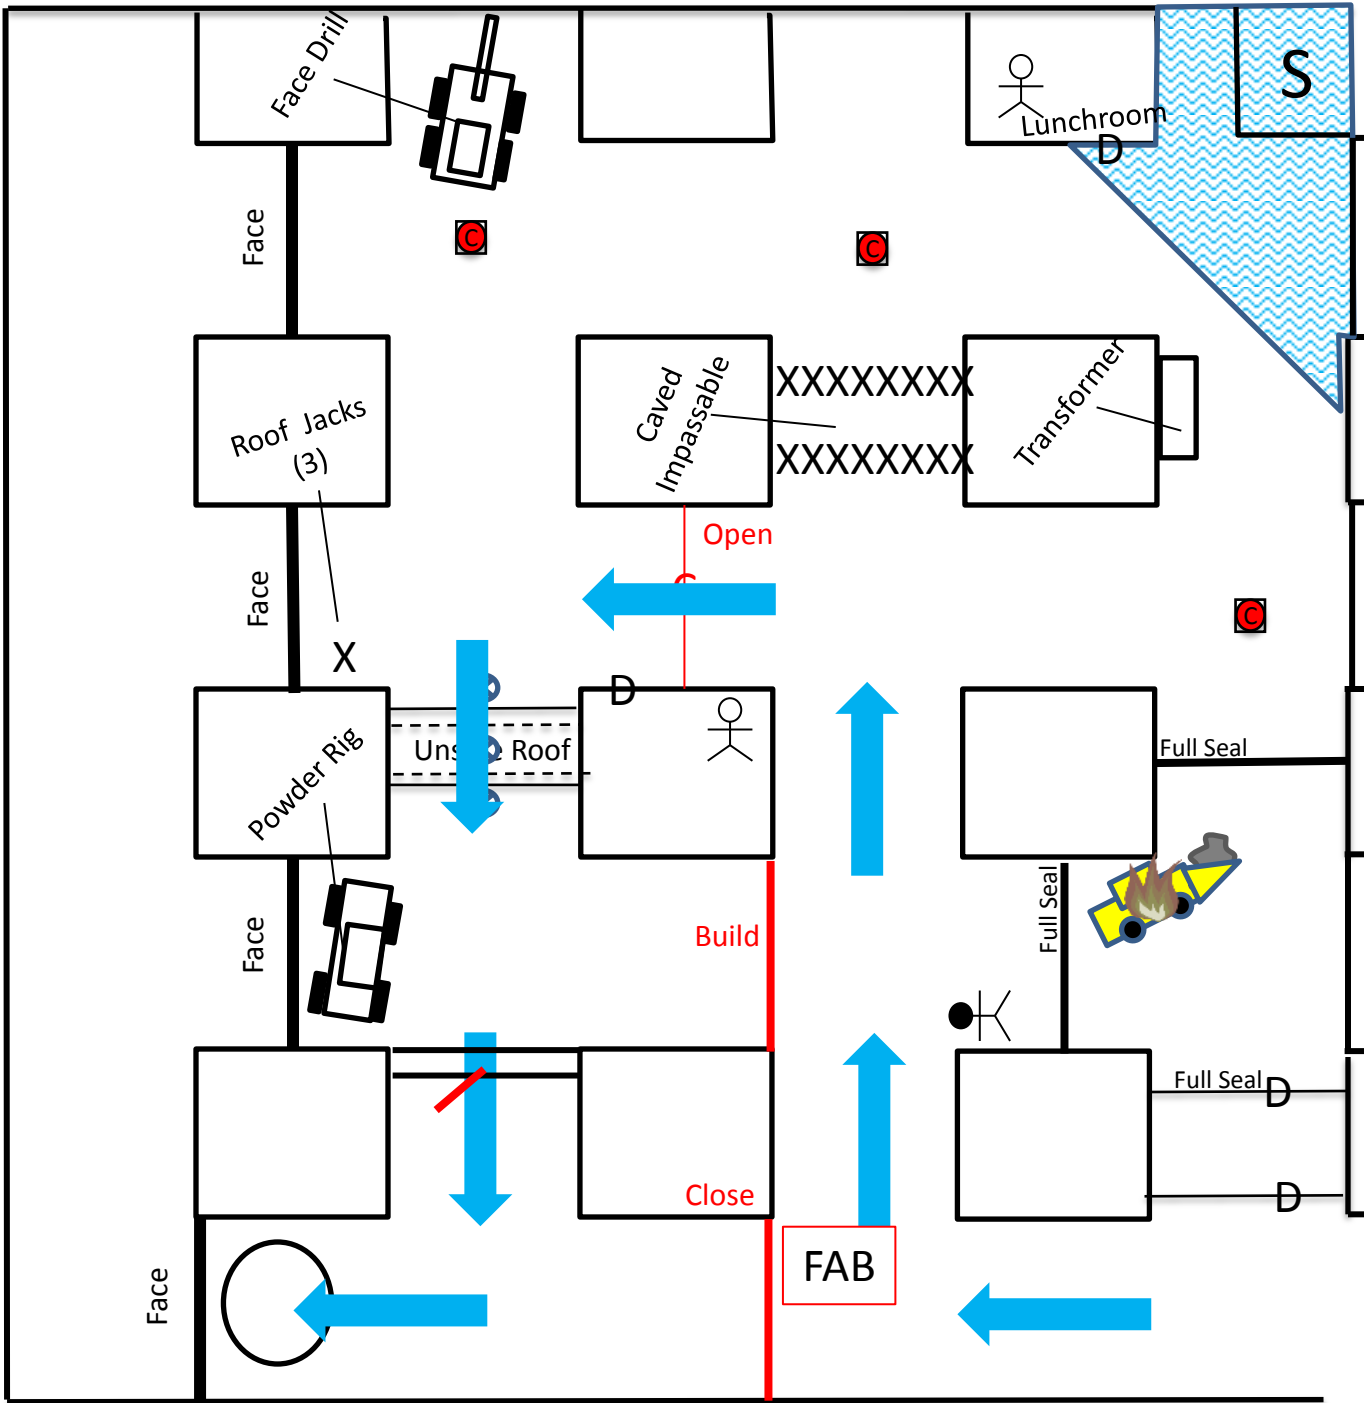 Face Drill
S
Lunchroom
D
Face
C
C
Roof Jacks
(3)
Caved
Impassable
XXXXXXXX
XXXXXXXX
Transformer
Open
Face
C
X
D
Roof
Full Seal
Powder Rig
Build
Full Seal
Face
Full Seal
D
Close
D
FAB
Face